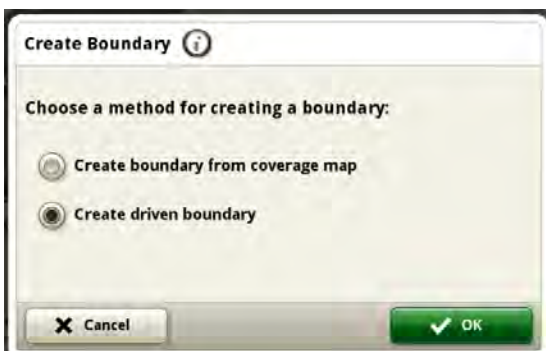 Create Boundary
Choose a method for creating a boundary:
Create boundary from coverage map
Create driven boundary
Cancel
OK